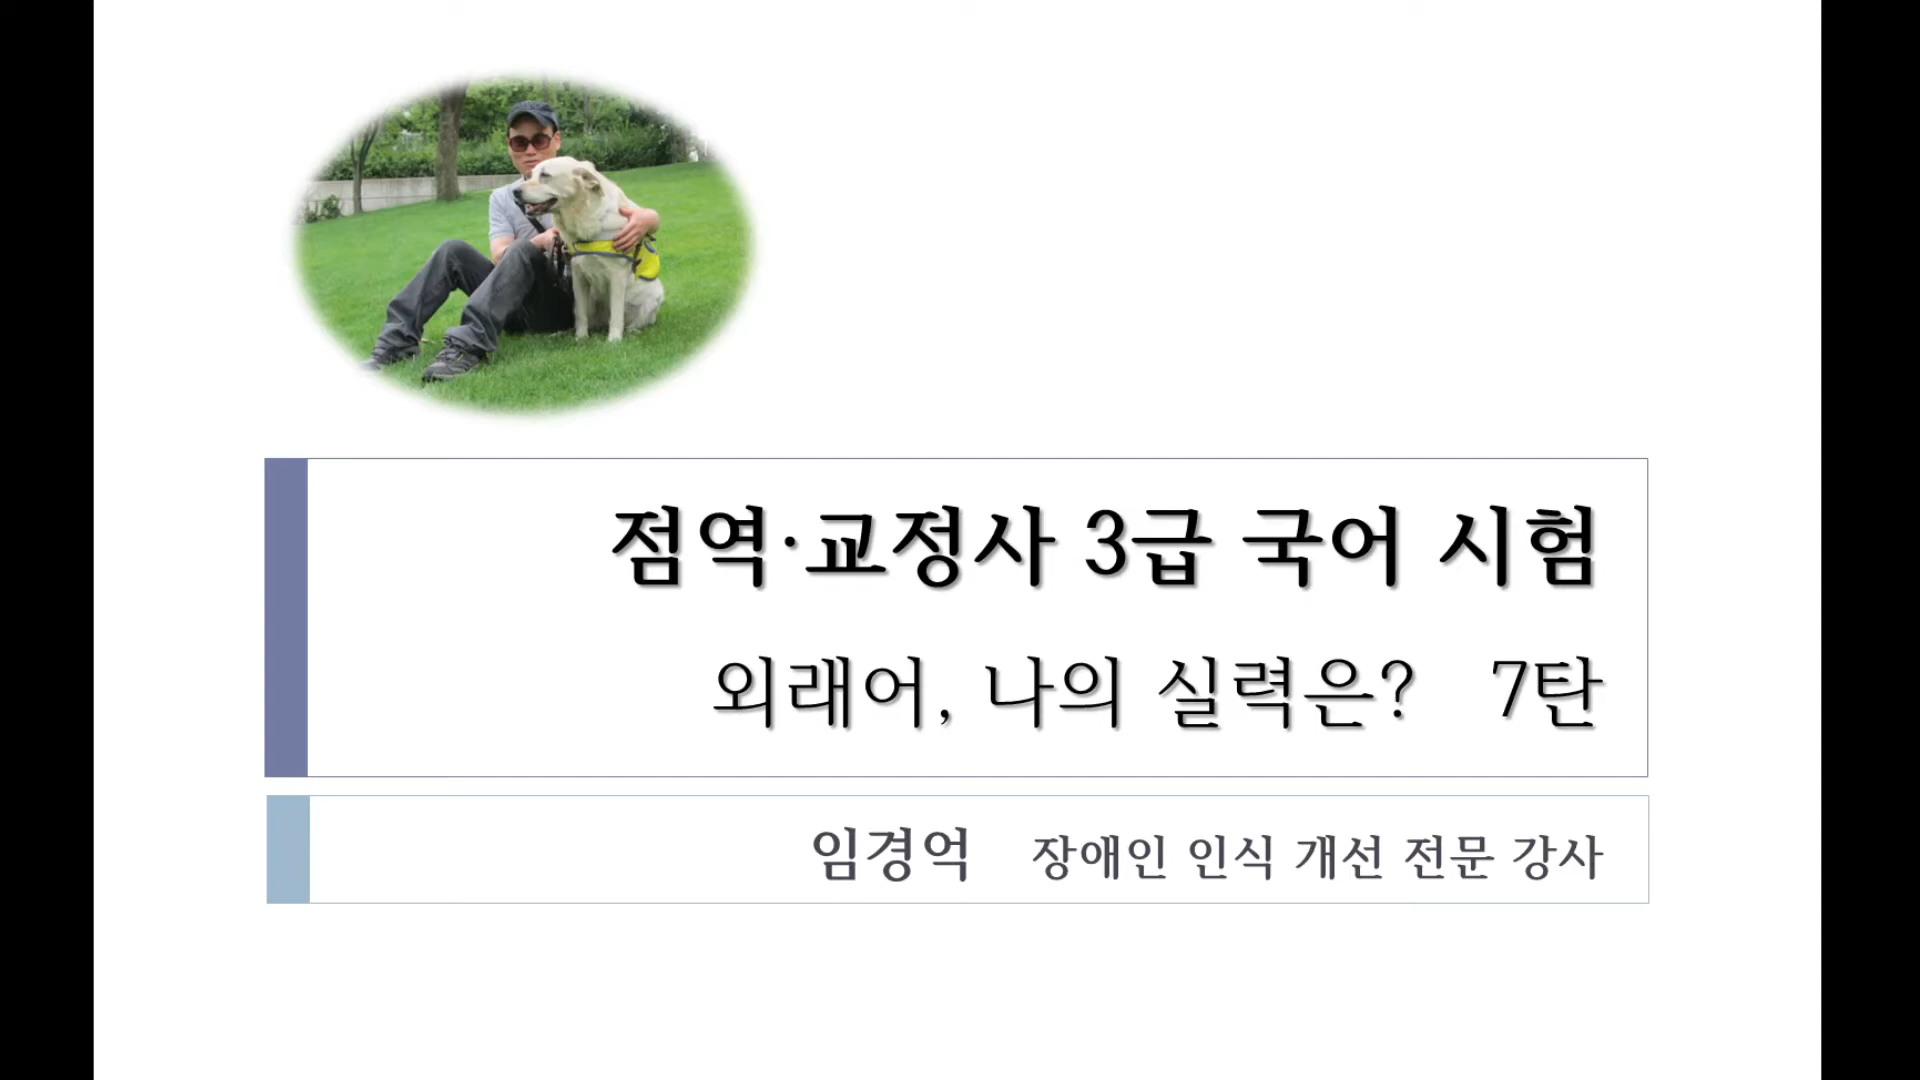 점역·교정사 3급 국어 시험
외래어, 나의 실력은? 7탄
임경억 장애인 인식 개선 전문 강사